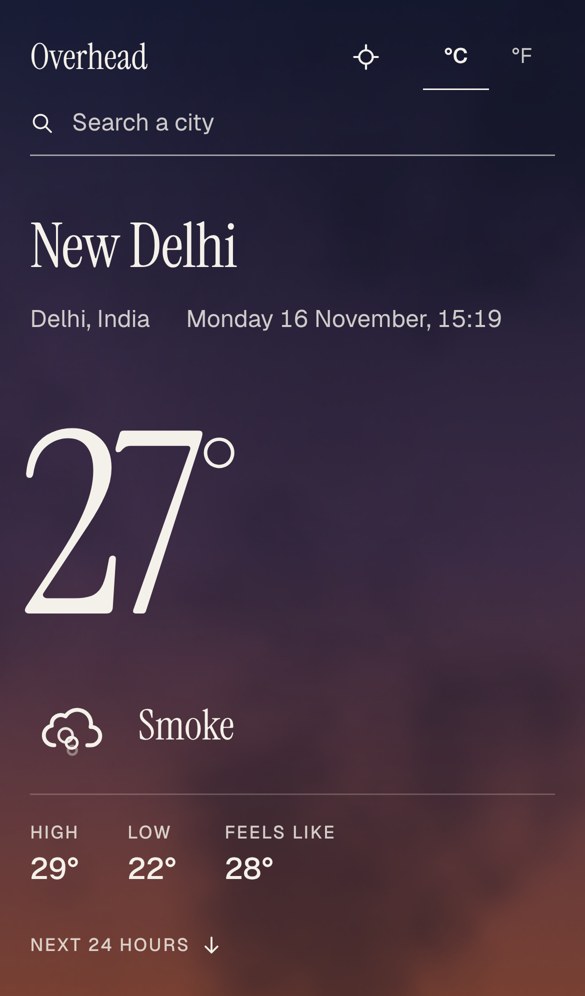 Overhead °C °F
Search a city
New Delhi
Delhi, India Monday 16 November, 15:19
27°
Smoke
HIGH LOW FEELS LIKE
29° 22° 28°
NEXT 24 HOURS ↓